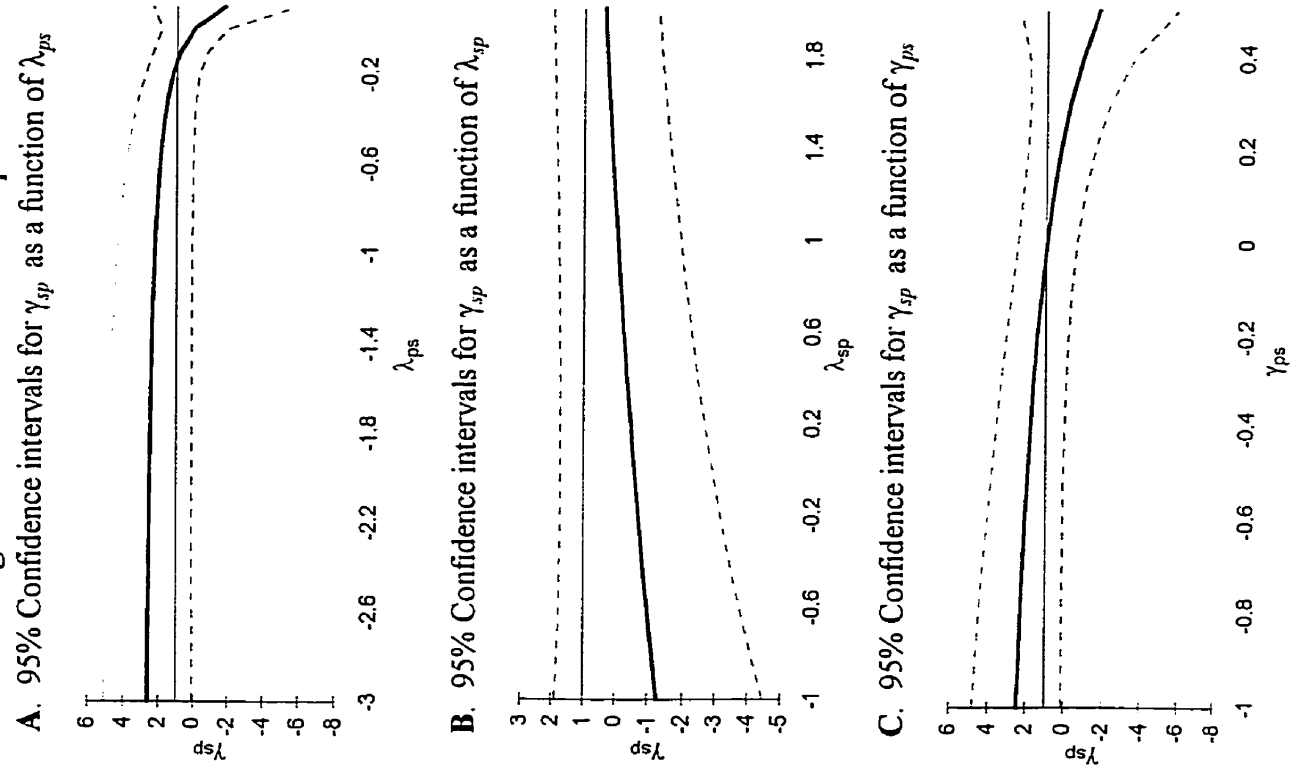 A. 95% Confidence intervals for γsp as a function of λps
6
4
2
0
-2
-4
-6
-8
γsp
-3 -2.6 -2.2 -1.8 -1.4 -1 -0.6 -0.2
λps
B. 95% Confidence intervals for γsp as a function of λsp
3
2
1
0
-1
-2
-3
-4
-5
γsp
-1 -0.6 -0.2 0.2 0.6 1 1.4 1.8
λsp
C. 95% Confidence intervals for γsp as a function of γps
6
4
2
0
-2
-4
-6
-8
γsp
-1 -0.8 -0.6 -0.4 -0.2 0 0.2 0.4
γps